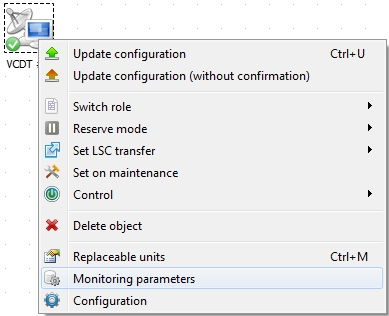 VCDT
Update configuration Ctrl+U
Update configuration (without confirmation)
Switch role
Reserve mode
Set LSC transfer
Set on maintenance
Control
Delete object
Replaceable units Ctrl+M
Monitoring parameters
Configuration